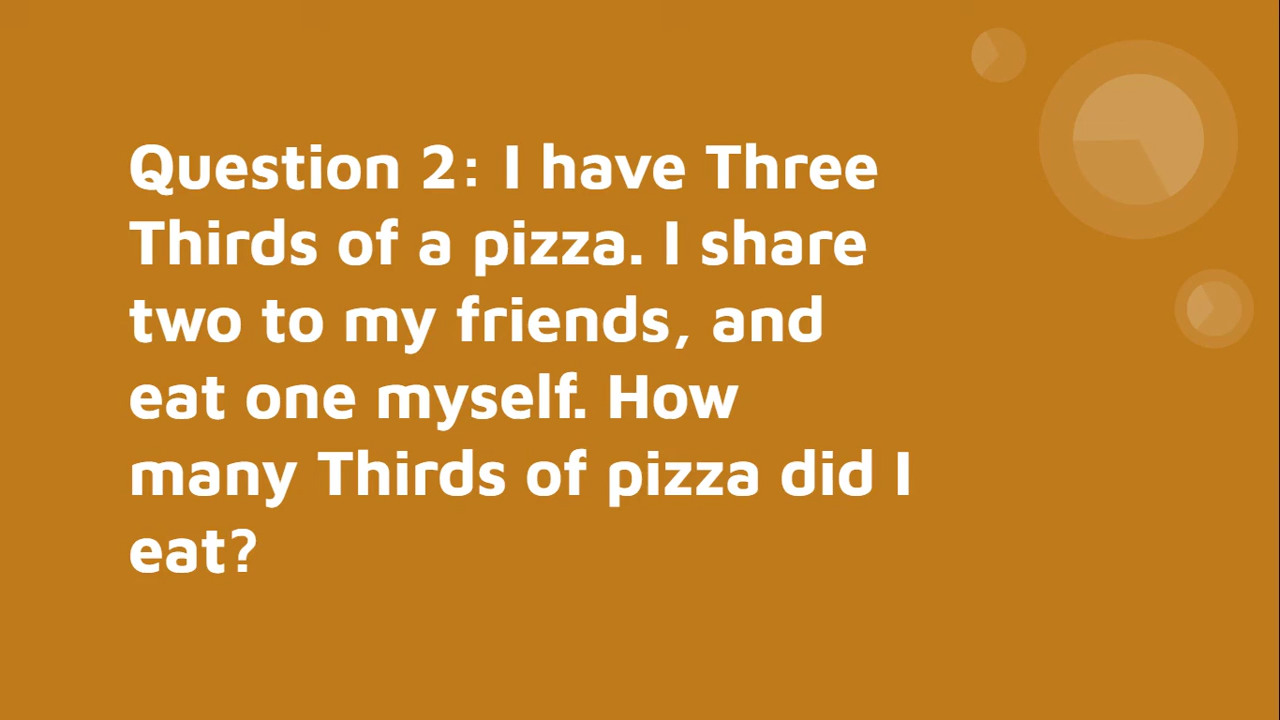 Question 2: I have Three
Thirds of a pizza. I share
two to my friends, and
eat one myself. How
many Thirds of pizza did I
eat?